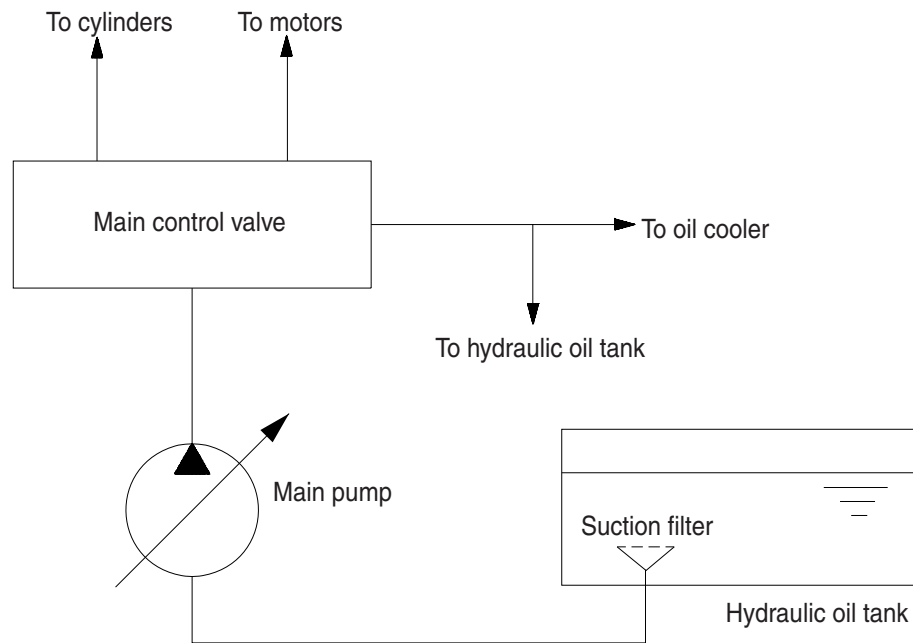 To cylinders
To motors
Main control valve
To oil cooler
To hydraulic oil tank
Main pump
Suction filter
Hydraulic oil tank